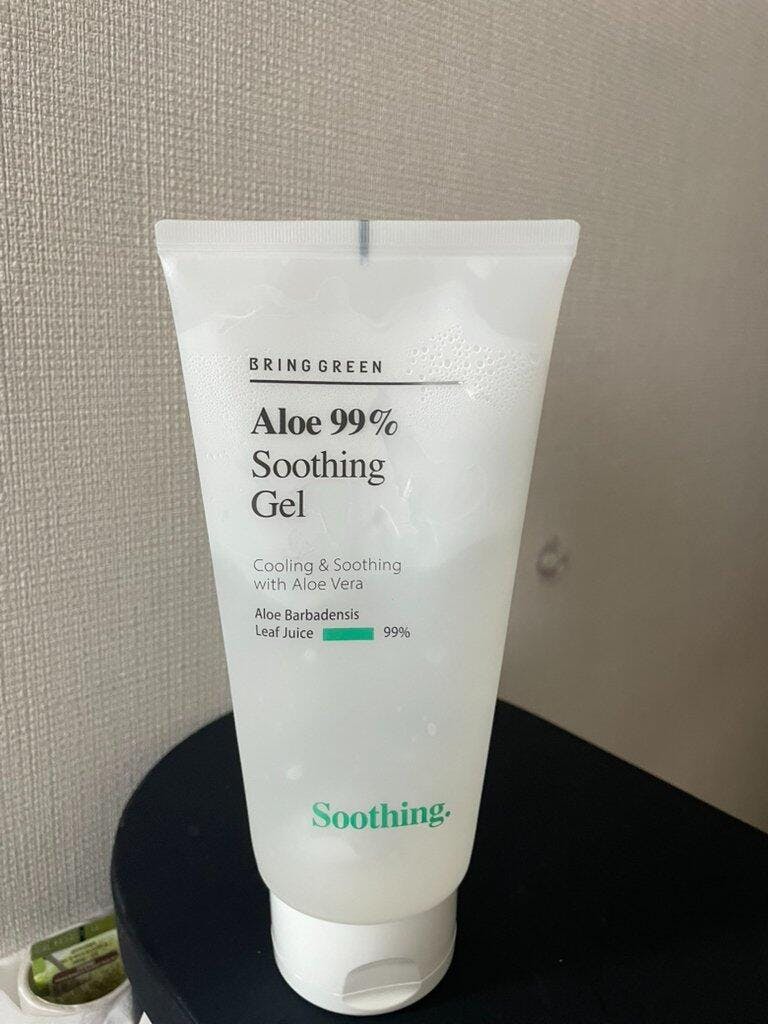 BRING GREEN
Aloe 99%
Soothing
Gel
Cooling & Soothing
with Aloe Vera
Aloe Barbadensis
Leaf Juice 99%
Soothing.